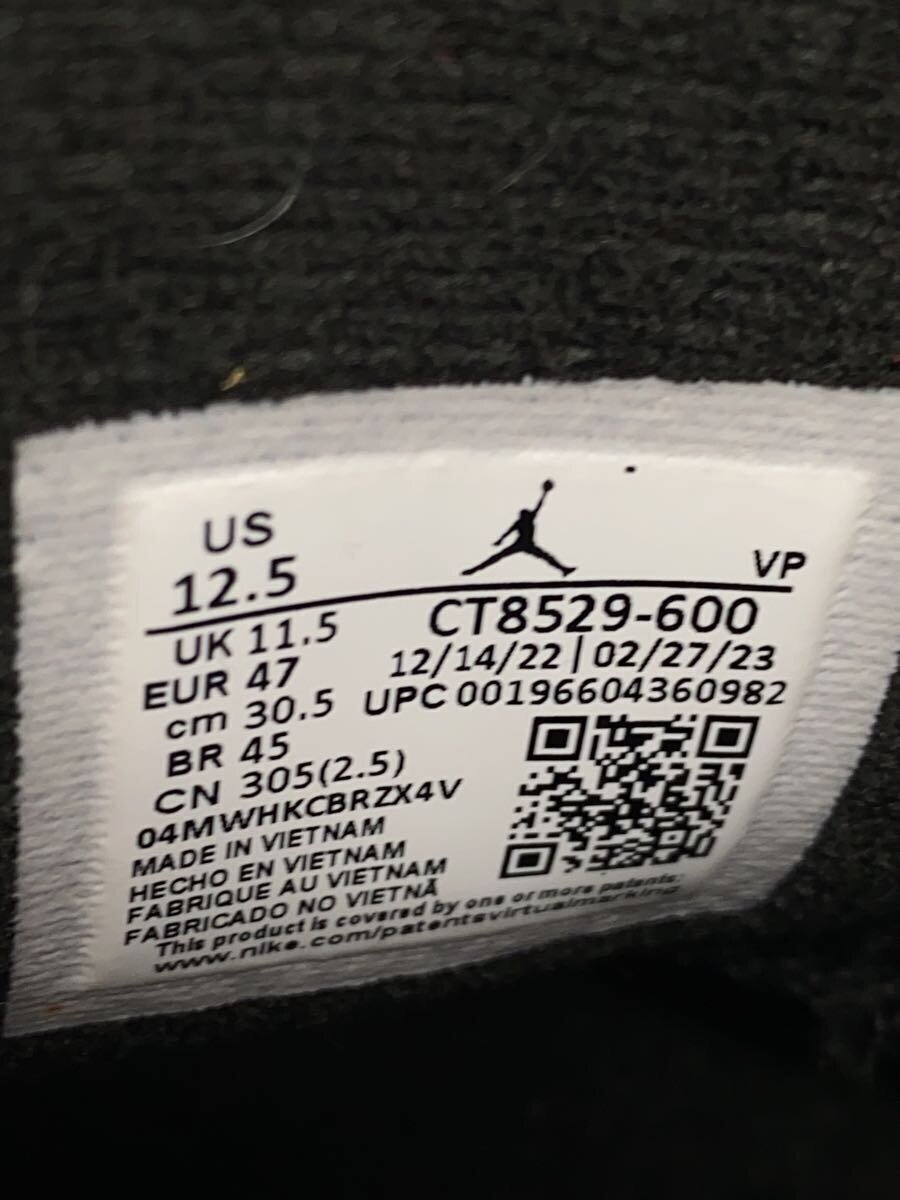 US
12.5
VP
UK 11.5
EUR 47
cm 30.5
BR 45
CN 305(2.5)
CT8529-600
12/14/22 | 02/27/23
UPC 00196604360982
04MWHKCBRZX4V
MADE IN VIETNAM
HECHO EN VIETNAM
FABRIQUE AU VIETNAM
FABRICADO NO VIETNÃ
This product is covered by one or more patents:
www.nike.com/patentsvirtualmarking